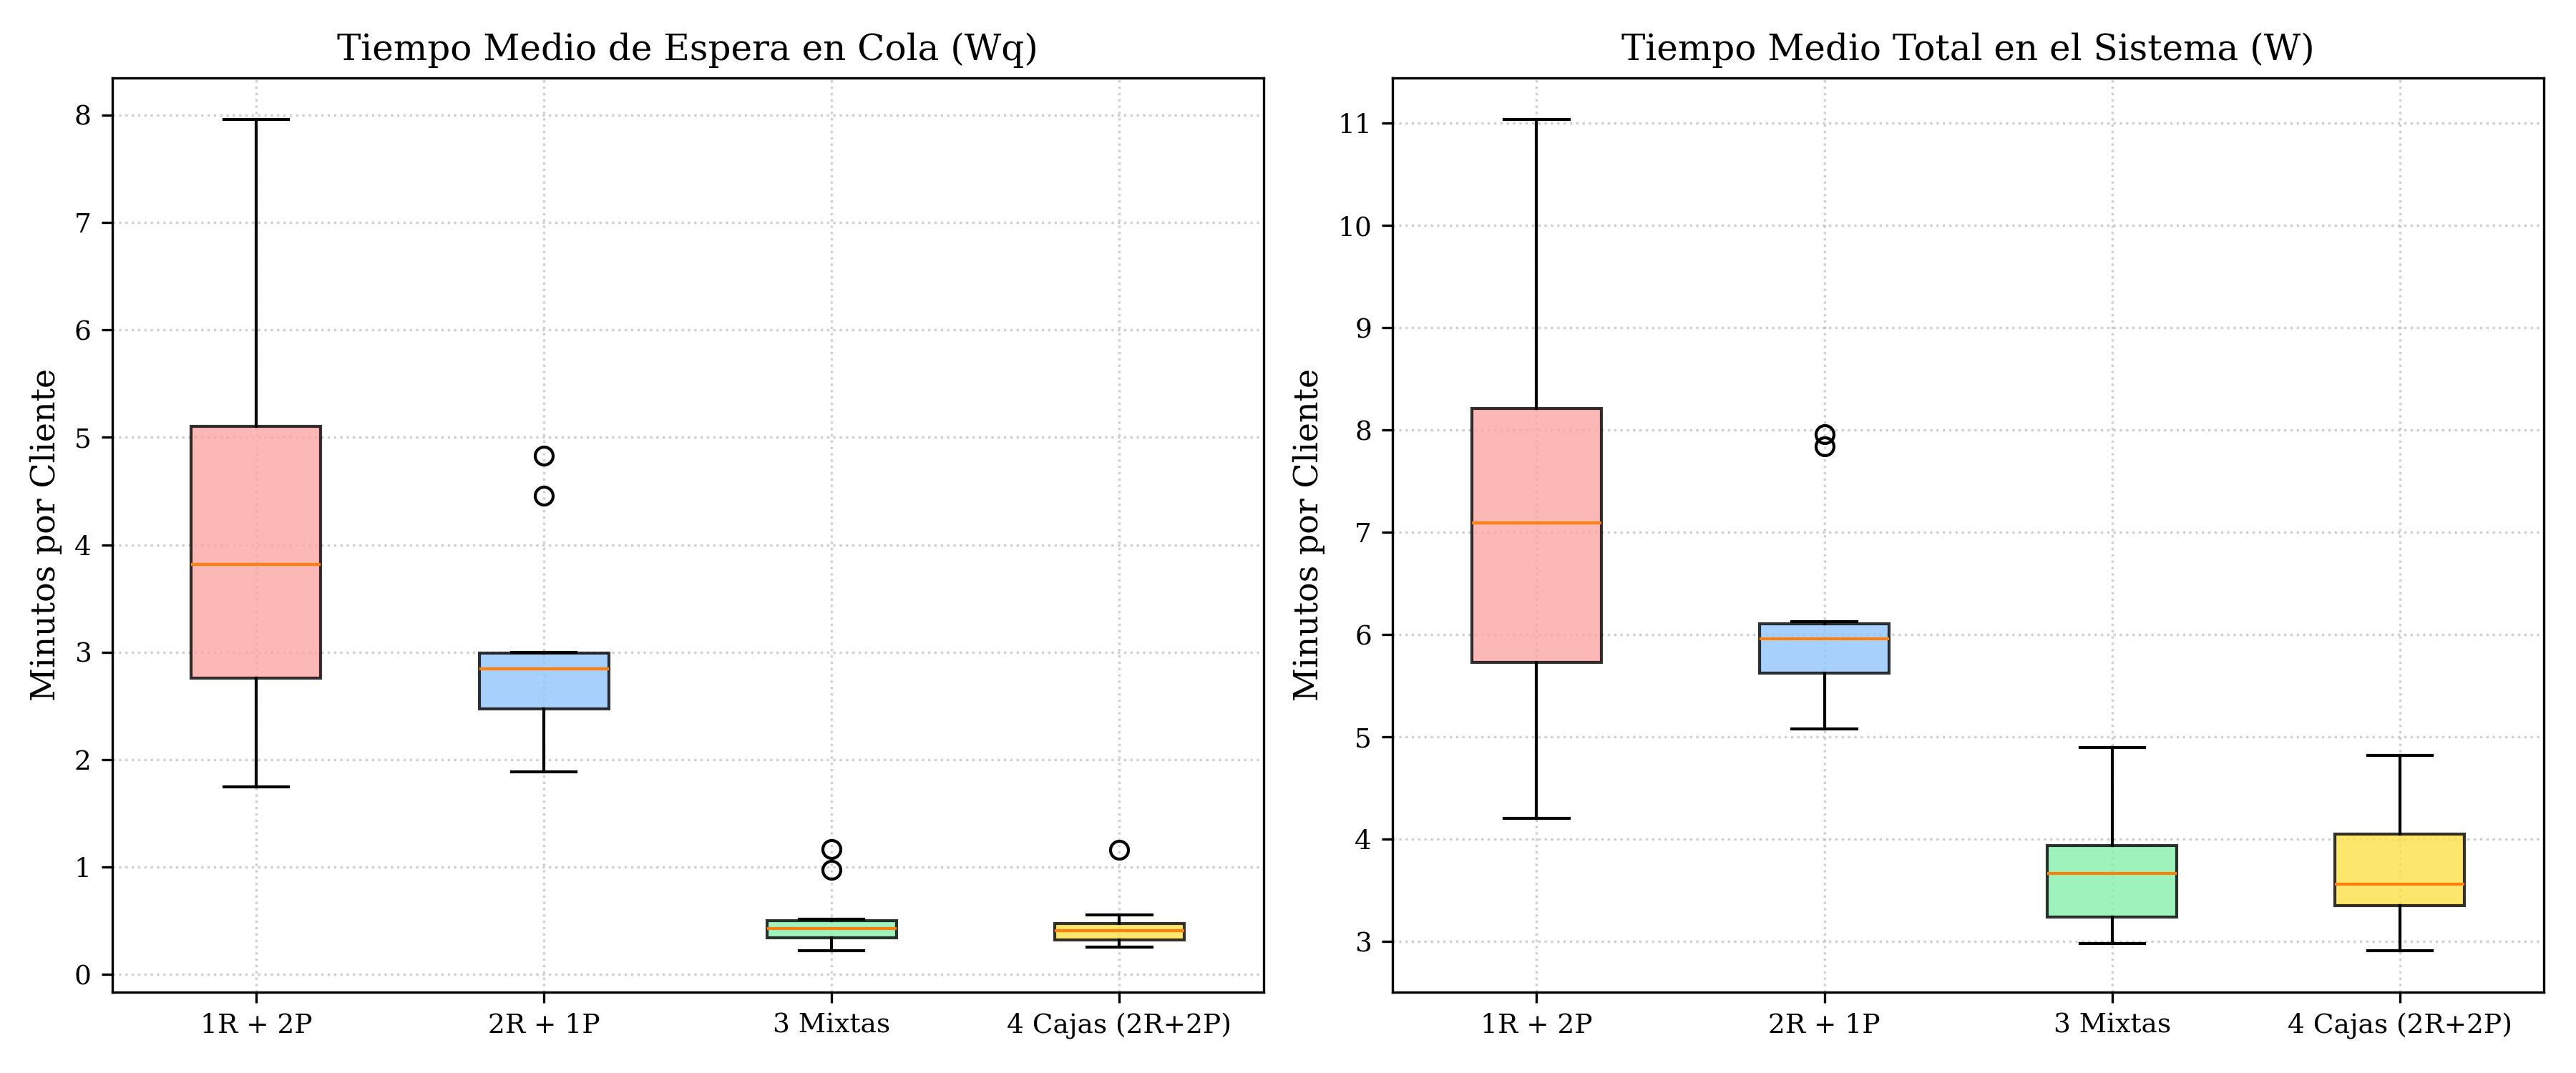 Tiempo Medio de Espera en Cola (Wq)
Minutos por Cliente
8
7
6
5
4
3
2
1
0
1R + 2P
2R + 1P
3 Mixtas
4 Cajas (2R+2P)
Tiempo Medio Total en el Sistema (W)
Minutos por Cliente
11
10
9
8
7
6
5
4
3
1R + 2P
2R + 1P
3 Mixtas
4 Cajas (2R+2P)